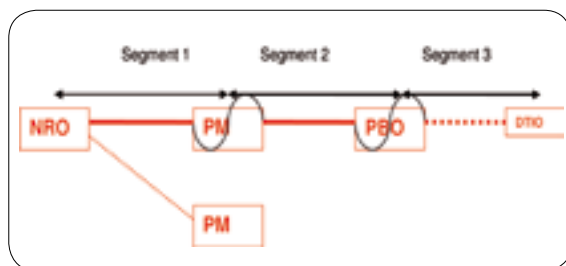 Segment 1 Segment 2 Segment 3
NRO PM PBO DTIO
PM